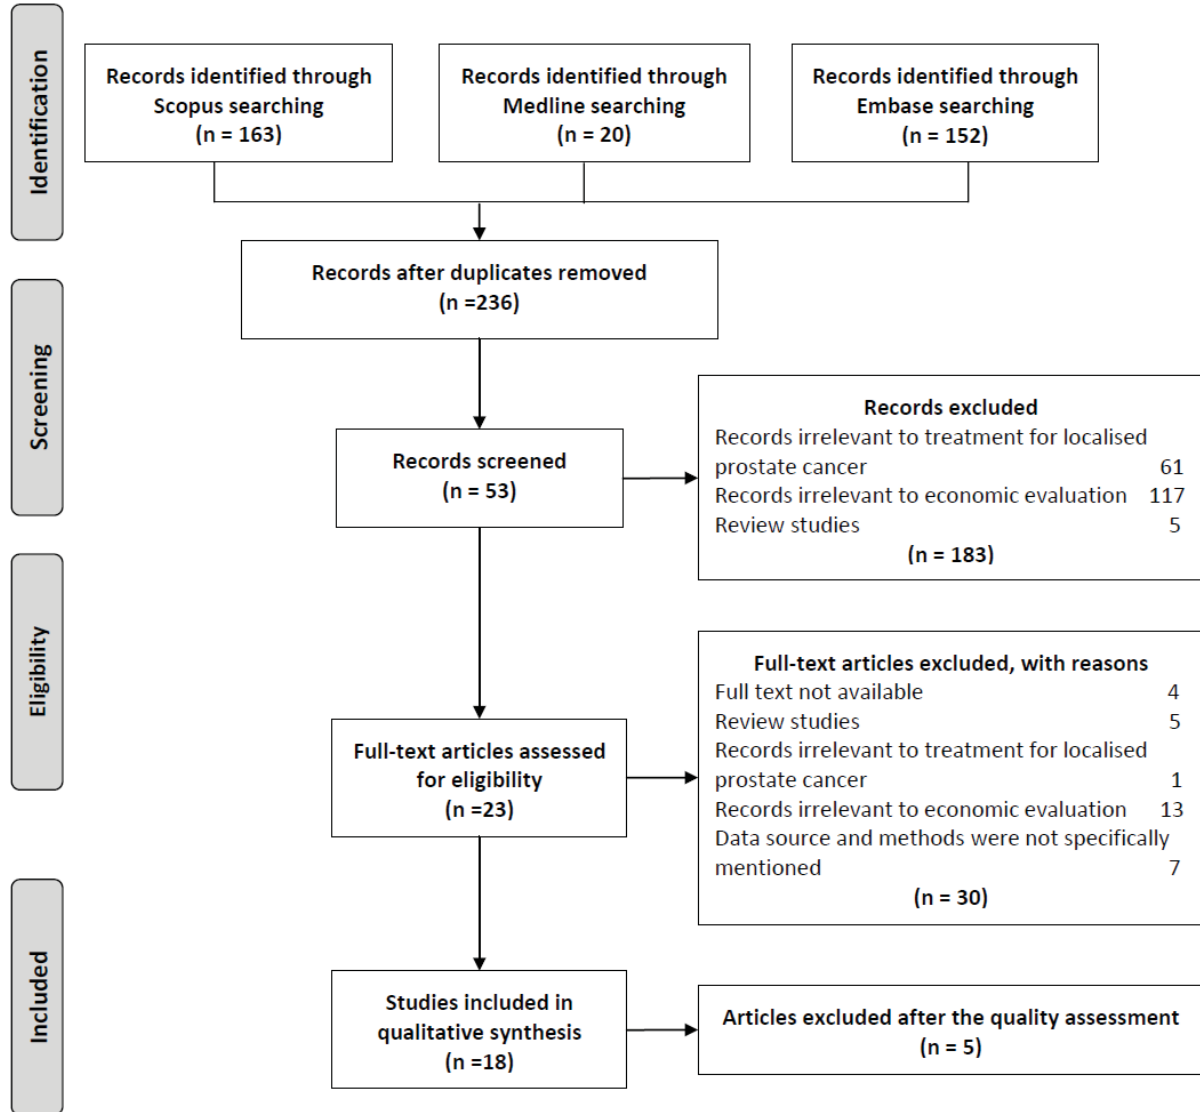 Identification
Records identified through
Scopus searching
(n = 163)
Records identified through
Medline searching
(n = 20)
Records identified through
Embase searching
(n = 152)
Records after duplicates removed
(n =236)
Screening
Records screened
(n = 53)
Records excluded
Records irrelevant to treatment for localised
prostate cancer 61
Records irrelevant to economic evaluation 117
Review studies 5
(n = 183)
Eligibility
Full-text articles assessed
for eligibility
(n =23)
Full-text articles excluded, with reasons
Full text not available 4
Review studies 5
Records irrelevant to treatment for localised
prostate cancer 1
Records irrelevant to economic evaluation 13
Data source and methods were not specifically
mentioned 7
(n = 30)
Included
Studies included in
qualitative synthesis
(n =18)
Articles excluded after the quality assessment
(n = 5)